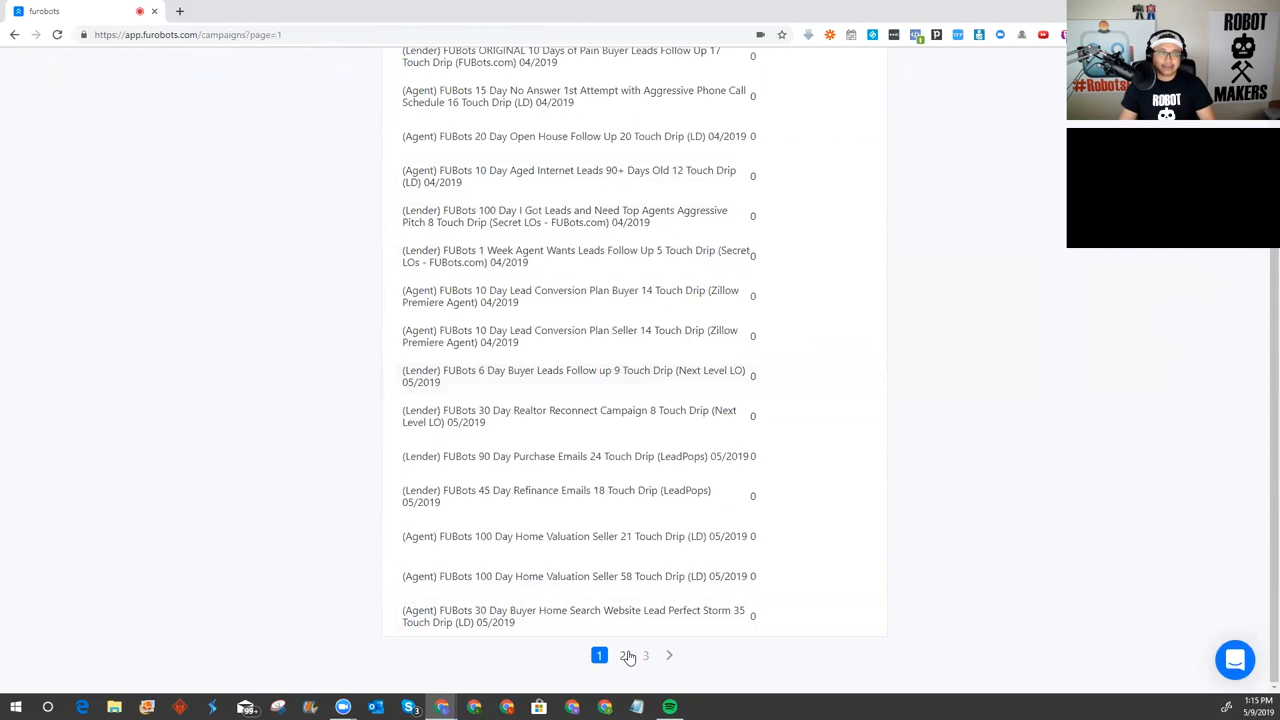 furobots
https://app.furobots.com/campaigns?page=1
(Lender) FUBots ORIGINAL 10 Days of Pain Buyer Leads Follow Up 17
Touch Drip (FUBots.com) 04/2019
0
(Agent) FUBots 15 Day No Answer 1st Attempt with Aggressive Phone Call
Schedule 16 Touch Drip (LD) 04/2019
0
(Agent) FUBots 20 Day Open House Follow Up 20 Touch Drip (LD) 04/2019 0
(Agent) FUBots 10 Day Aged Internet Leads 90+ Days Old 12 Touch Drip
(LD) 04/2019
0
(Lender) FUBots 100 Day I Got Leads and Need Top Agents Aggressive
Pitch 8 Touch Drip (Secret LOs - FUBots.com) 04/2019
0
(Lender) FUBots 1 Week Agent Wants Leads Follow Up 5 Touch Drip (Secret
LOs - FUBots.com) 04/2019
0
(Agent) FUBots 10 Day Lead Conversion Plan Buyer 14 Touch Drip (Zillow
Premiere Agent) 04/2019
0
(Agent) FUBots 10 Day Lead Conversion Plan Seller 14 Touch Drip (Zillow
Premiere Agent) 04/2019
0
(Lender) FUBots 6 Day Buyer Leads Follow up 9 Touch Drip (Next Level LO)
05/2019
0
(Lender) FUBots 30 Day Realtor Reconnect Campaign 8 Touch Drip (Next
Level LO) 05/2019
0
(Lender) FUBots 90 Day Purchase Emails 24 Touch Drip (LeadPops) 05/2019 0
(Lender) FUBots 45 Day Refinance Emails 18 Touch Drip (LeadPops)
05/2019
0
(Agent) FUBots 100 Day Home Valuation Seller 21 Touch Drip (LD) 05/2019 0
(Agent) FUBots 100 Day Home Valuation Seller 58 Touch Drip (LD) 05/2019 0
(Agent) FUBots 30 Day Buyer Home Search Website Lead Perfect Storm 35
Touch Drip (LD) 05/2019
0
1 2 3
#Robots
ROBOT
ROBOT
MAKERS
99+
3
1:15 PM
5/9/2019